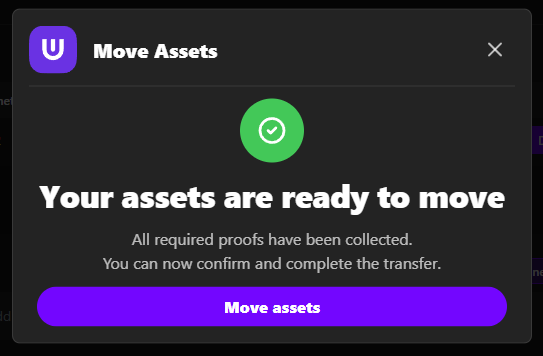 Move Assets
Your assets are ready to move
All required proofs have been collected.
You can now confirm and complete the transfer.
Move assets